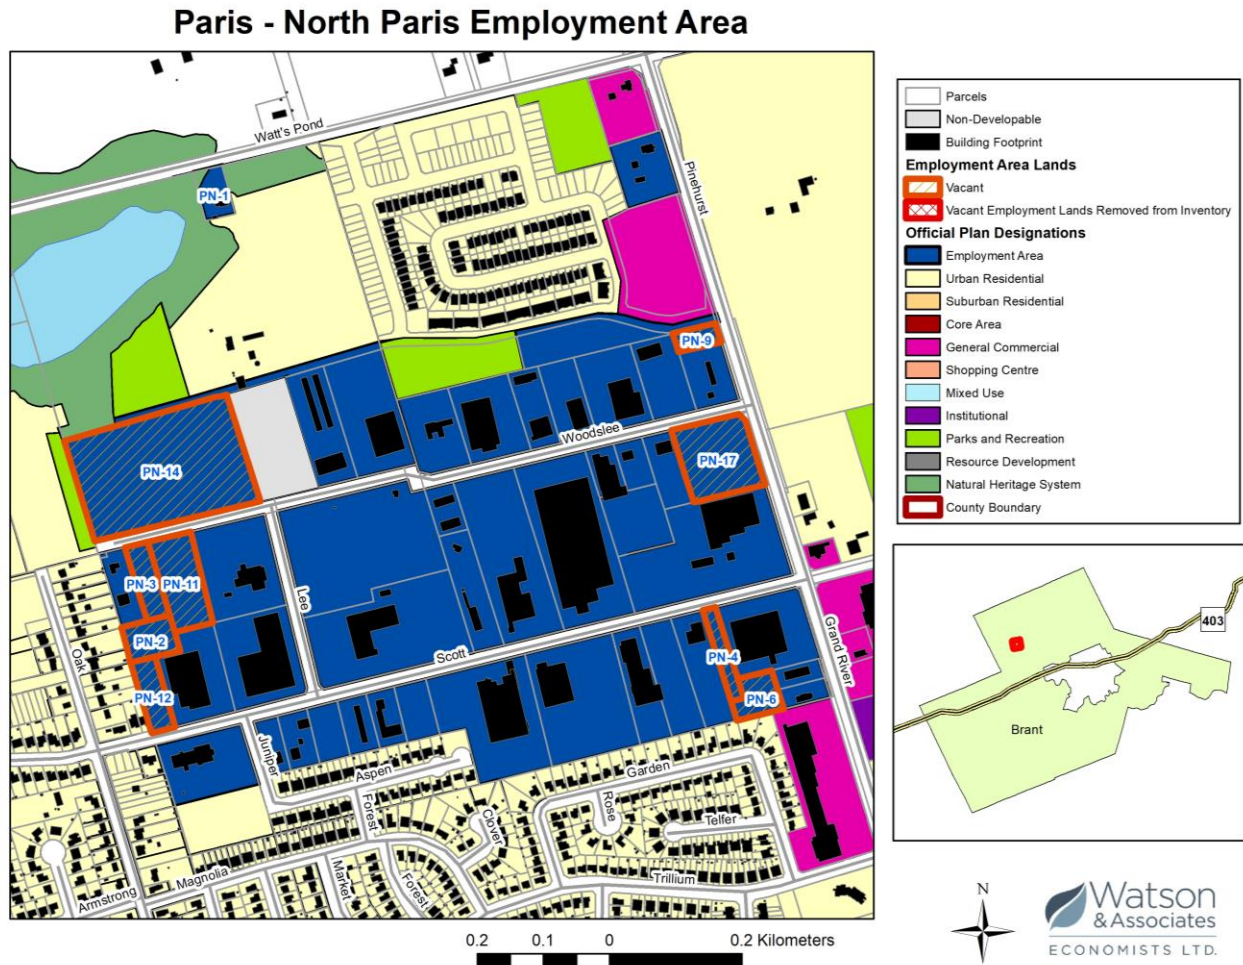 Paris - North Paris Employment Area
Watt's Pond
PN-1
Pinehurst
PN-9
Woodslee
PN-14
PN-17
PN-3
PN-11
Lee
PN-2
Oak
Scott
PN-4
Grand River
PN-12
PN-6
Juniper
Aspen
Garden
Forest
Rose
Clover
Telfer
Magnolia
Market
Forest
Trillium
Armstrong
Parcels
Non-Developable
Building Footprint
Employment Area Lands
Vacant
Vacant Employment Lands Removed from Inventory
Official Plan Designations
Employment Area
Urban Residential
Suburban Residential
Core Area
General Commercial
Shopping Centre
Mixed Use
Institutional
Parks and Recreation
Resource Development
Natural Heritage System
County Boundary
403
Brant
0.2 0.1 0 0.2 Kilometers
N
Watson
& Associates
ECONOMISTS LTD.